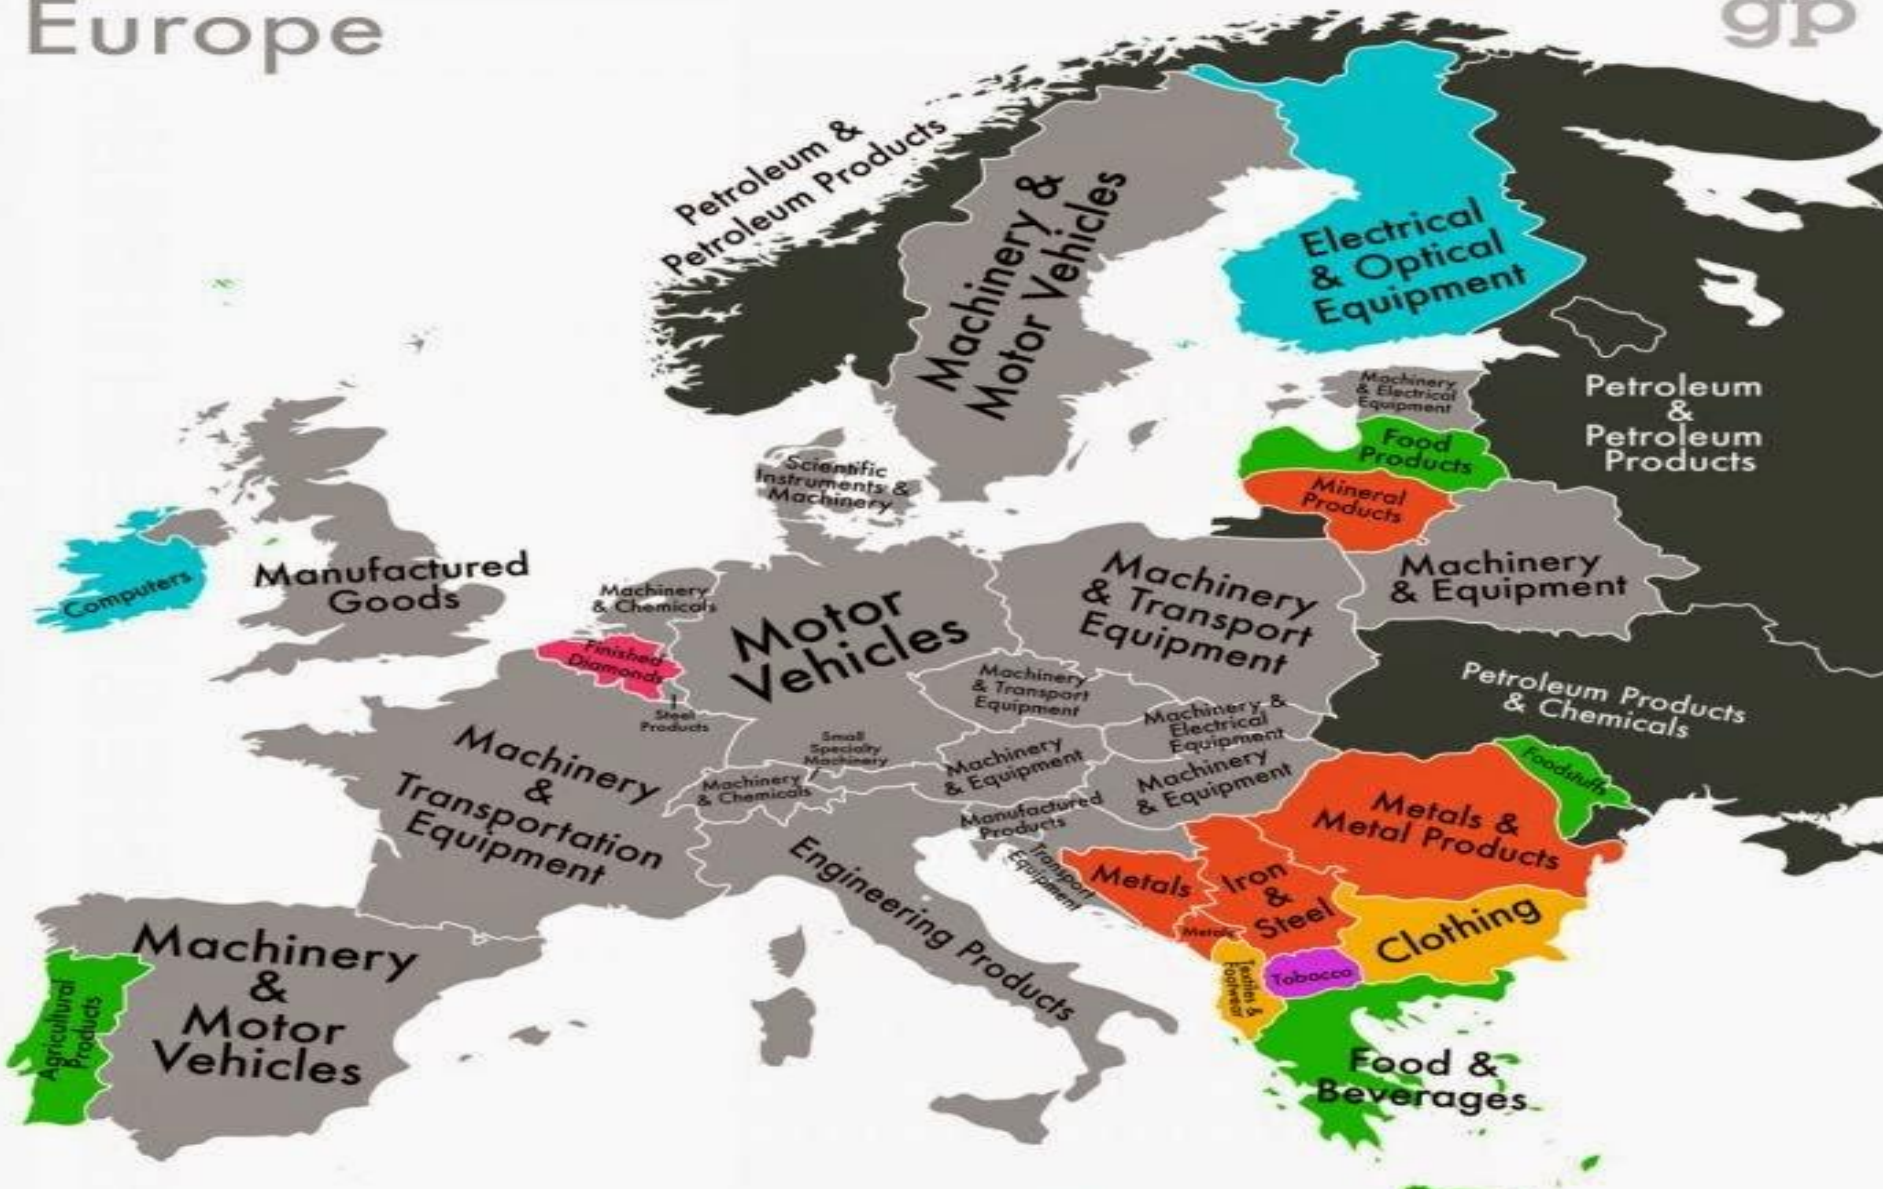 Europe
gp
Petroleum &
Petroleum Products
Machinery &
Motor Vehicles
Electrical
& Optical
Equipment
Petroleum
&
Petroleum
Products
Machinery
& Electrical
Equipment
Food
Products
Mineral
Products
Scientific
Instruments &
Machinery
Computers
Manufactured
Goods
Machinery
& Chemicals
Finished
Diamonds
Steel
Products
Motor
Vehicles
Machinery
& Transport
Equipment
Machinery
& Equipment
Petroleum Products
& Chemicals
Machinery
& Transport
Equipment
Machinery &
Electrical
Equipment
Small
Specialty
Machinery
Machinery
& Chemicals
Machinery
& Equipment
Machinery
& Equipment
Foodstuffs
Machinery
&
Transportation
Equipment
Manufactured
Products
Transport
Equipment
Engineering Products
Metals
Iron
&
Steel
Metals &
Metal Products
Metals
Clothing
Textiles &
Footwear
Tobacco
Agricultural
Products
Machinery
&
Motor
Vehicles
Food &
Beverages